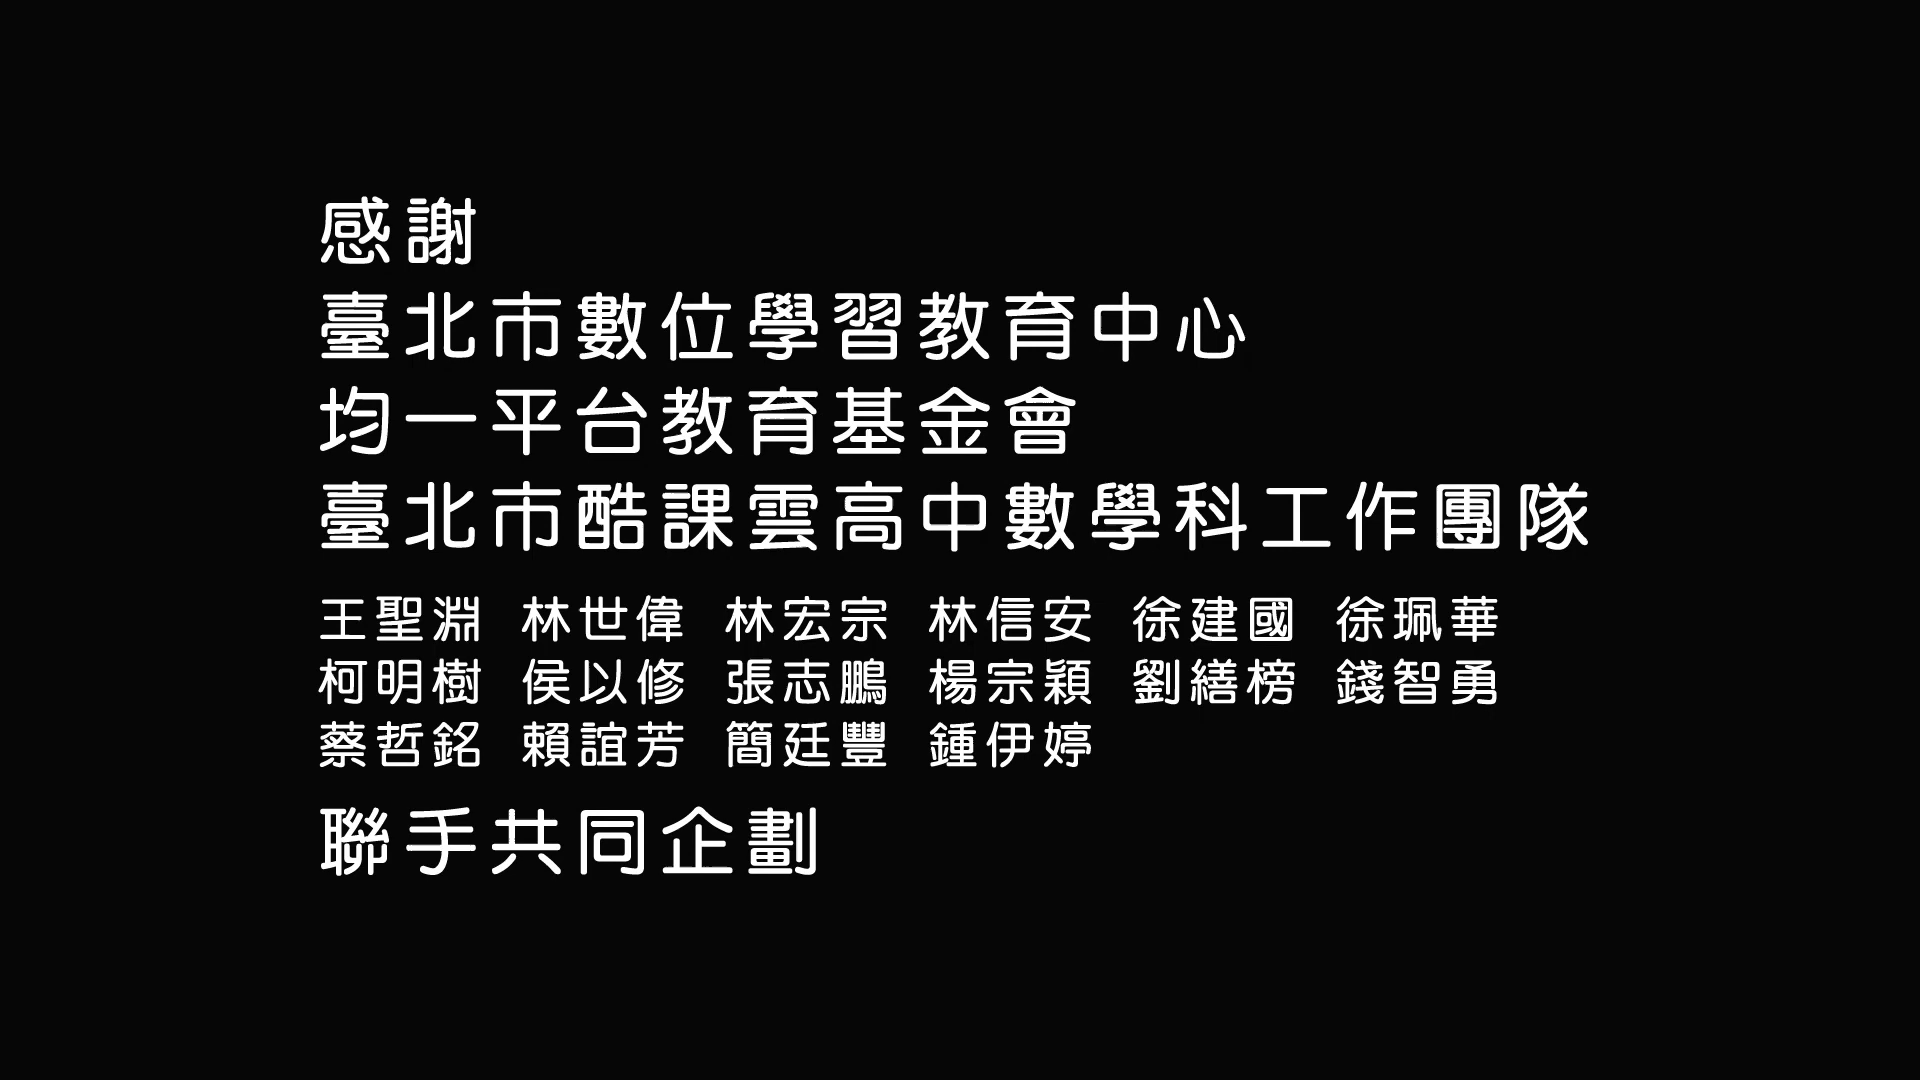 感謝
臺北市數位學習教育中心
均一平台教育基金會
臺北市酷課雲高中數學科工作團隊
王聖淵 林世偉 林宏宗 林信安 徐建國 徐珮華
柯明樹 侯以修 張志鵬 楊宗穎 劉繕榜 錢智勇
蔡哲銘 賴誼芳 簡廷豐 鍾伊婷
聯手共同企劃